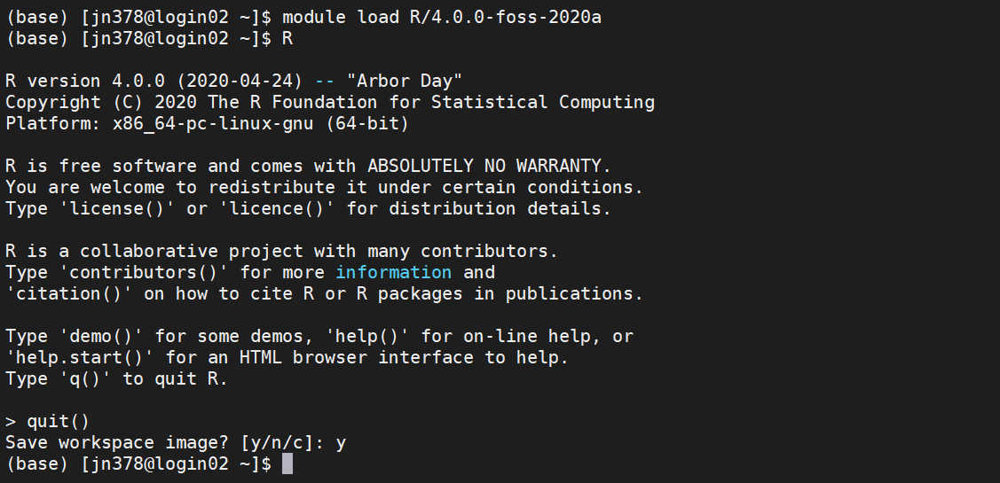 (base) [jn378@login02 ~]$ module load R/4.0.0-foss-2020a
(base) [jn378@login02 ~]$ R
R version 4.0.0 (2020-04-24) -- "Arbor Day"
Copyright (C) 2020 The R Foundation for Statistical Computing
Platform: x86_64-pc-linux-gnu (64-bit)
R is free software and comes with ABSOLUTELY NO WARRANTY.
You are welcome to redistribute it under certain conditions.
Type 'license()' or 'licence()' for distribution details.
R is a collaborative project with many contributors.
Type 'contributors()' for more information and
'citation()' on how to cite R or R packages in publications.
Type 'demo()' for some demos, 'help()' for on-line help, or
'help.start()' for an HTML browser interface to help.
Type 'q()' to quit R.
> quit()
Save workspace image? [y/n/c]: y
(base) [jn378@login02 ~]$